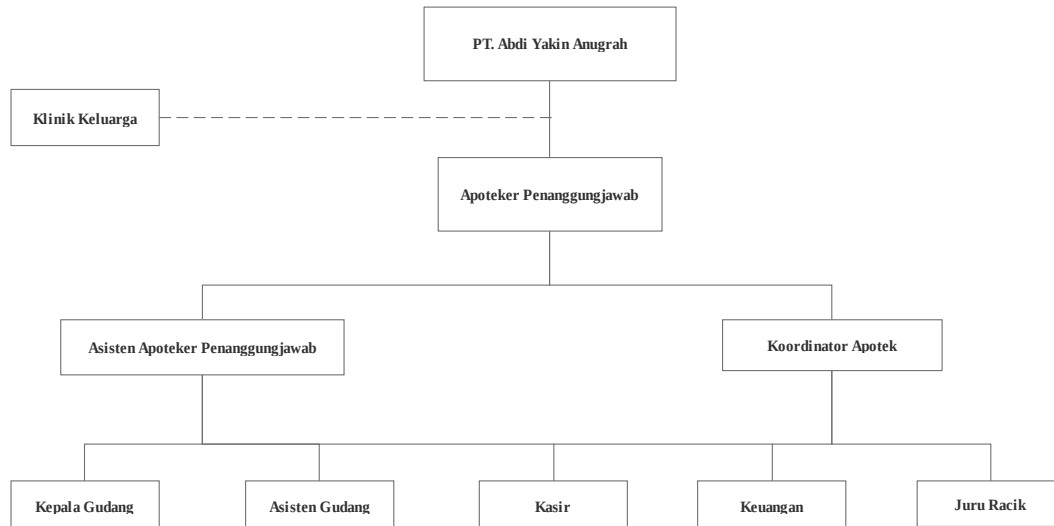 PT. Abdi Yakin Anugrah
Klinik Keluarga
Apoteker Penanggungjawab
Asisten Apoteker Penanggungjawab
Koordinator Apotek
Kepala Gudang
Asisten Gudang
Kasir
Keuangan
Juru Racik